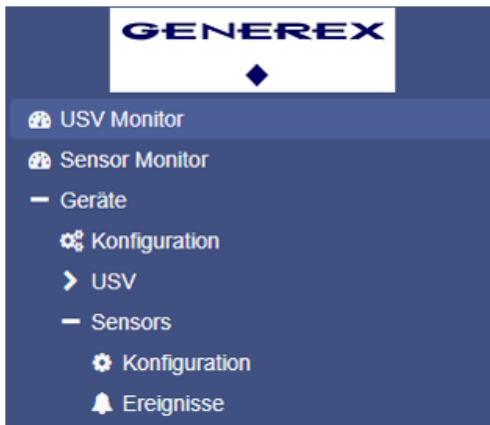 GENEREX
USV Monitor
Sensor Monitor
Geräte
Konfiguration
USV
Sensors
Konfiguration
Ereignisse